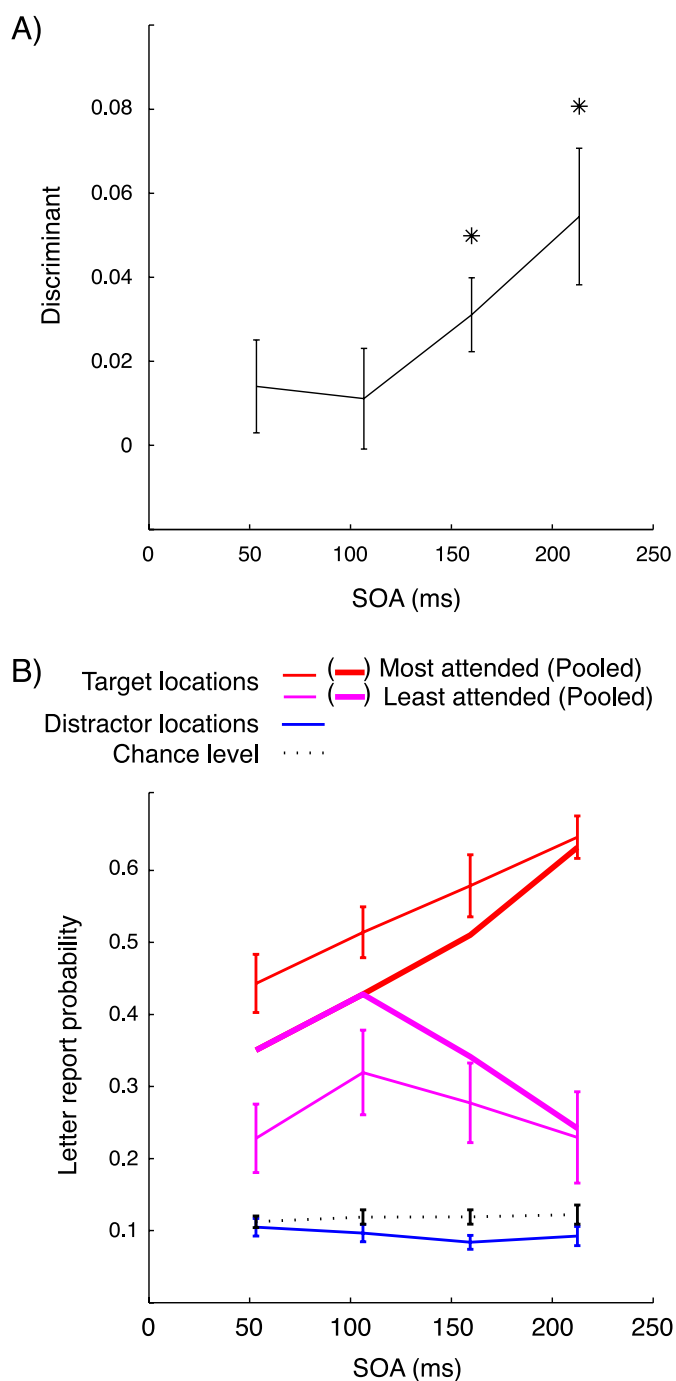 A)
0.08
0.06
0.04
0.02
0
Discriminant
0 50 100 150 200 250
SOA (ms)
B)
Target locations ( ) Most attended (Pooled)
( ) Least attended (Pooled)
Distractor locations
Chance level
0.6
0.5
0.4
0.3
0.2
0.1
Letter report probability
0 50 100 150 200 250
SOA (ms)